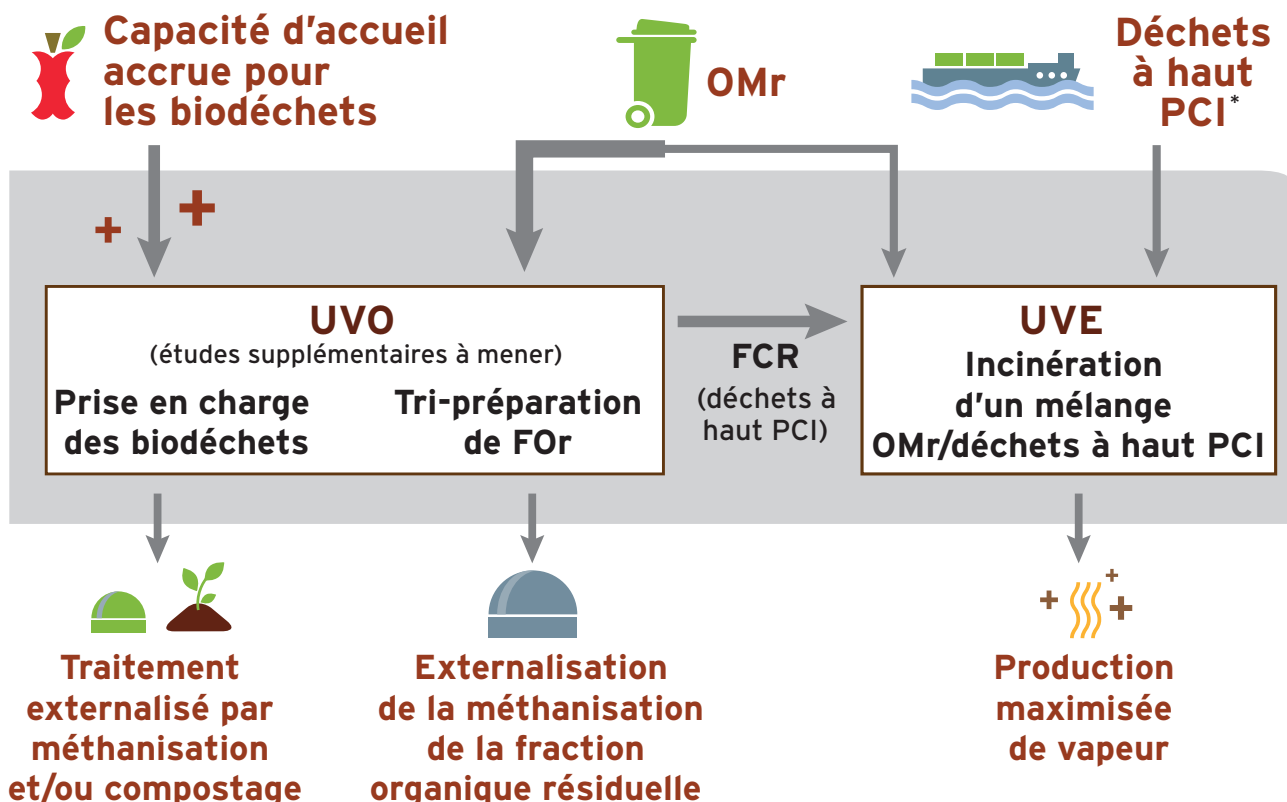 Capacité d'accueil
accrue pour
les biodéchets
OMr
Déchets
à haut
PCI*
+ +
UVO
(études supplémentaires à mener)
Prise en charge
des biodéchets
Tri-préparation
de FOr
FCR
(déchets à
haut PCI)
UVE
Incinération
d'un mélange
OMr/déchets à haut PCI
+ + +
Traitement
externalisé par
méthanisation
et/ou compostage
Externalisation
de la méthanisation
de la fraction
organique résiduelle
Production
maximisée
de vapeur